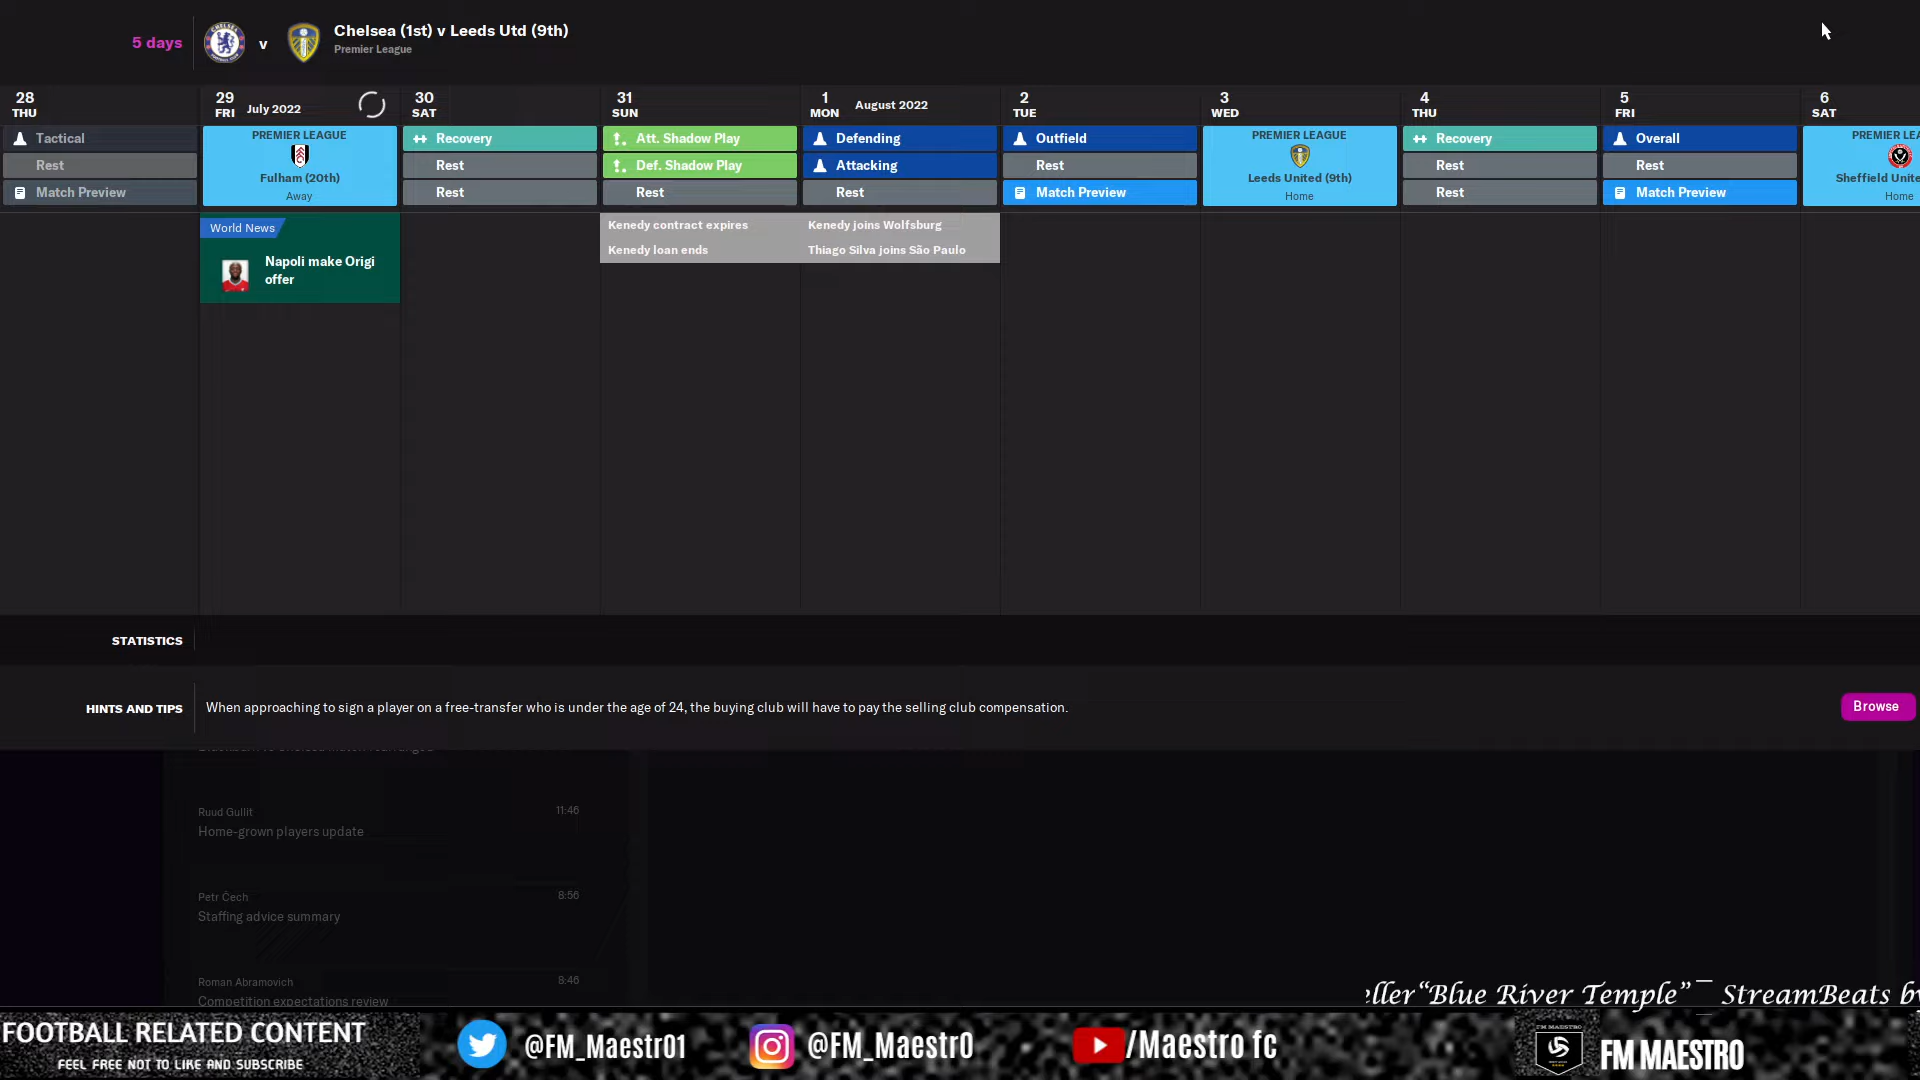 5 days
v
Chelsea (1st) v Leeds Utd (9th)
Premier League
28
THU
29
FRI
July 2022
30
SAT
31
SUN
1
MON
August 2022
2
TUE
3
WED
4
THU
5
FRI
6
SAT
Tactical
Rest
Match Preview
PREMIER LEAGUE
Fulham (20th)
Away
Recovery
Rest
Rest
Att. Shadow Play
Def. Shadow Play
Rest
Defending
Attacking
Rest
Outfield
Rest
Match Preview
PREMIER LEAGUE
Leeds United (9th)
Home
Recovery
Rest
Rest
Overall
Rest
Match Preview
PREMIER LEA
Sheffield Unite
Home
World News
Napoli make Origi
offer
Kenedy contract expires
Kenedy loan ends
Kenedy joins Wolfsburg
Thiago Silva joins São Paulo
STATISTICS
HINTS AND TIPS
When approaching to sign a player on a free-transfer who is under the age of 24, the buying club will have to pay the selling club compensation.
Browse
Ruud Gullit
11:46
Home-grown players update
Petr Čech
8:56
Staffing advice summary
Roman Abramovich
8:46
Competition expectations review
eller “Blue River Temple” – StreamBeats by
FOOTBALL RELATED CONTENT
FEEL FREE NOT TO LIKE AND SUBSCRIBE
@FM_Maestr01
@FM_Maestr0
/Maestro fc
FM MAESTRO
FM MAESTRO